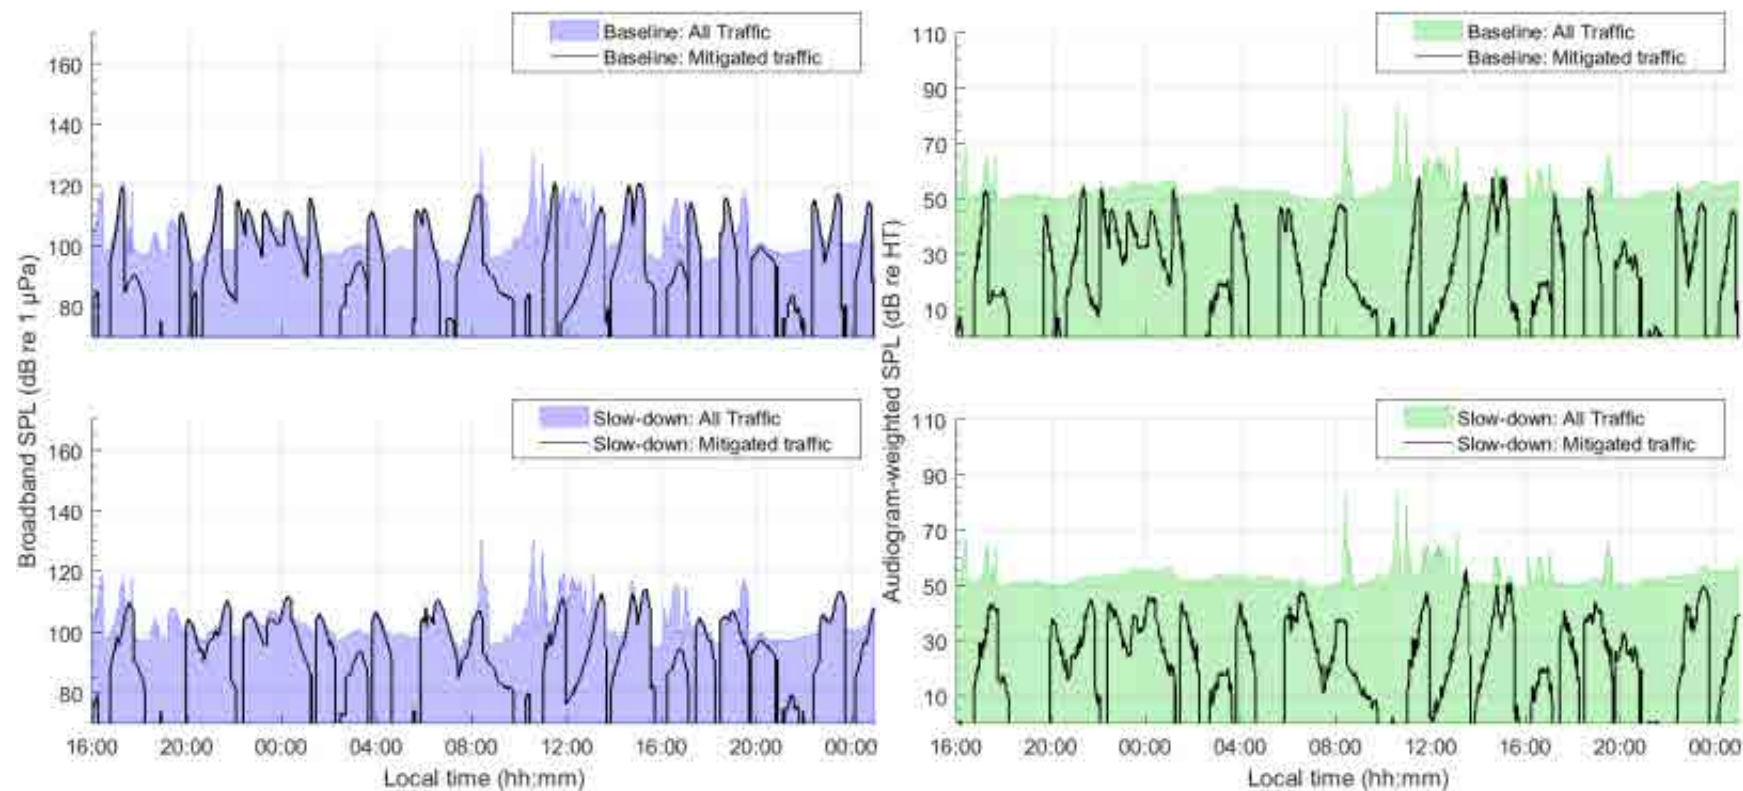 Baseline: All Traffic
Baseline: Mitigated traffic
160
140
120
100
80
Broadband SPL (dB re 1 µPa)
Baseline: All Traffic
Baseline: Mitigated traffic
110
90
70
50
30
10
Audiogram-weighted SPL (dB re HT)
Slow-down: All Traffic
Slow-down: Mitigated traffic
160
140
120
100
80
16:00 20:00 00:00 04:00 08:00 12:00 16:00 20:00 00:00
Local time (hh:mm)
Slow-down: All Traffic
Slow-down: Mitigated traffic
110
90
70
50
30
10
16:00 20:00 00:00 04:00 08:00 12:00 16:00 20:00 00:00
Local time (hh:mm)